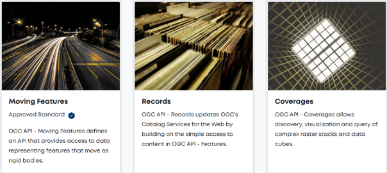 Moving Features
Approved Standard
OGC API - Moving Features defines
an API that provides access to data
representing features that move as
rigid bodies.
Records
OGC API - Records updates OGC's
Catalog Services for the Web by
building on the simple access to
content in OGC API - Features.
Coverages
OGC API - Coverages allows
discovery, visualization and query of
complex raster stacks and data
cubes.